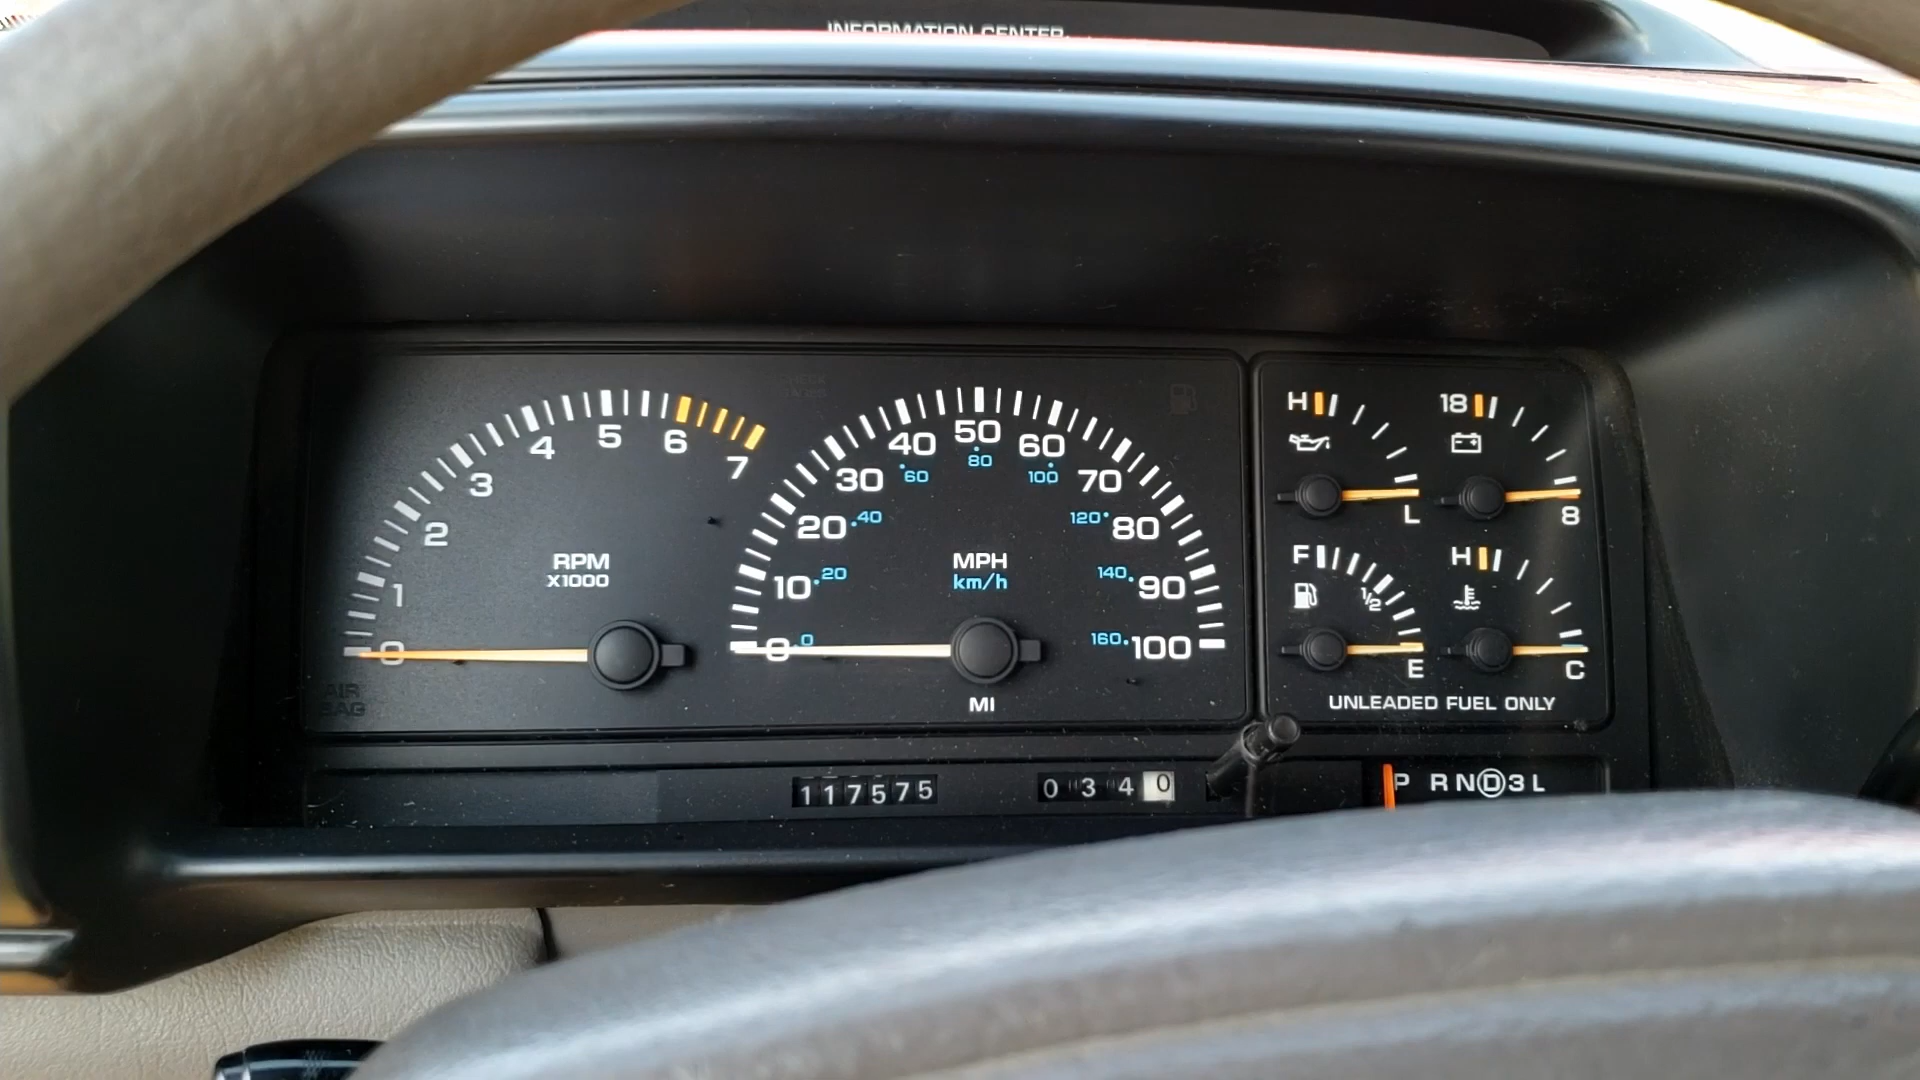 INFORMATION CENTER
CHECK
GAGES
0 1 2 3 4 5 6 7
RPM
X1000
AIR
BAG
0 10 20 30 40 50 60 70 80 90 100
0 20 40 60 80 100 120 140 160
MPH
km/h
MI
H L
18 8
F 1/2 E
H C
UNLEADED FUEL ONLY
117575
0340
P R N D 3 L